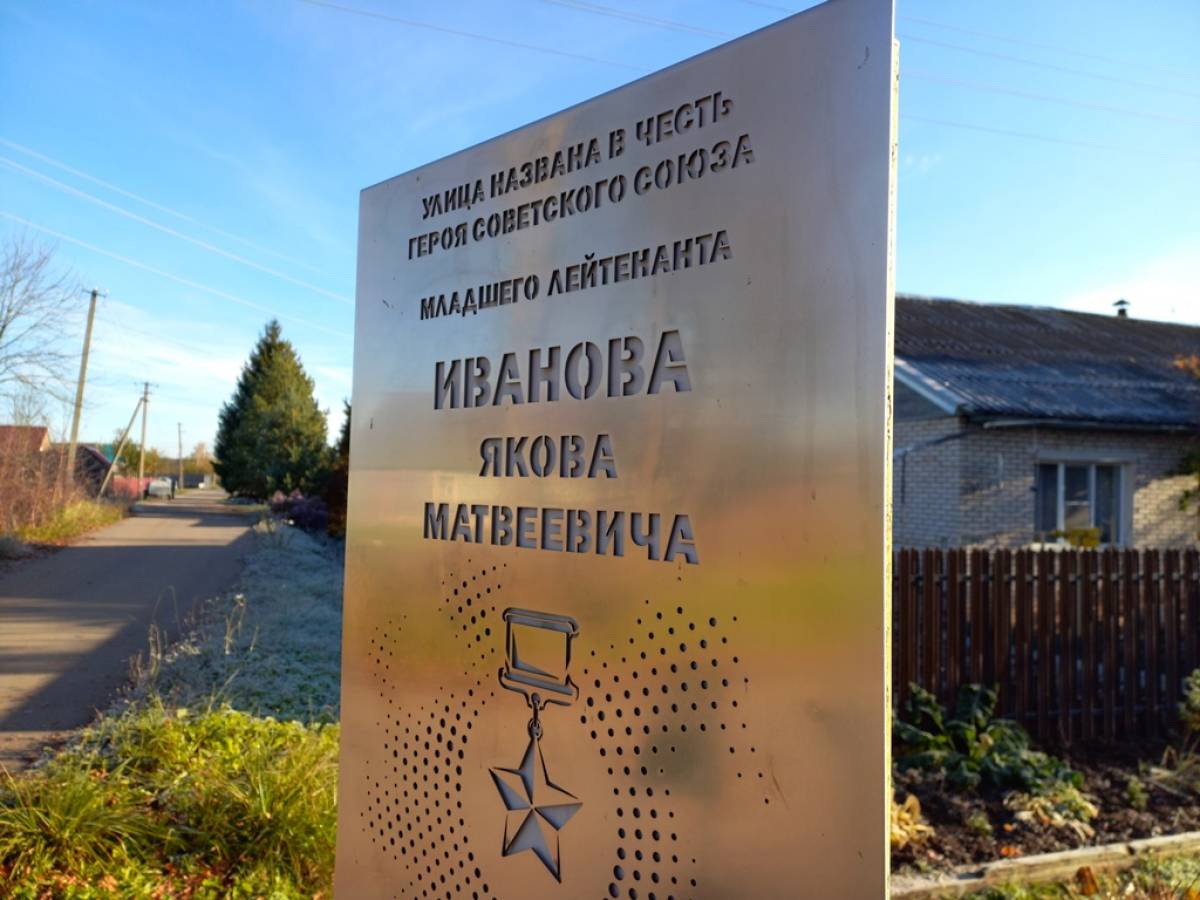 УЛИЦА НАЗВАНА В ЧЕСТЬ
ГЕРОЯ СОВЕТСКОГО СОЮЗА
МЛАДШЕГО ЛЕЙТЕНАНТА
ИВАНОВА
ЯКОВА
МАТВЕЕВИЧА